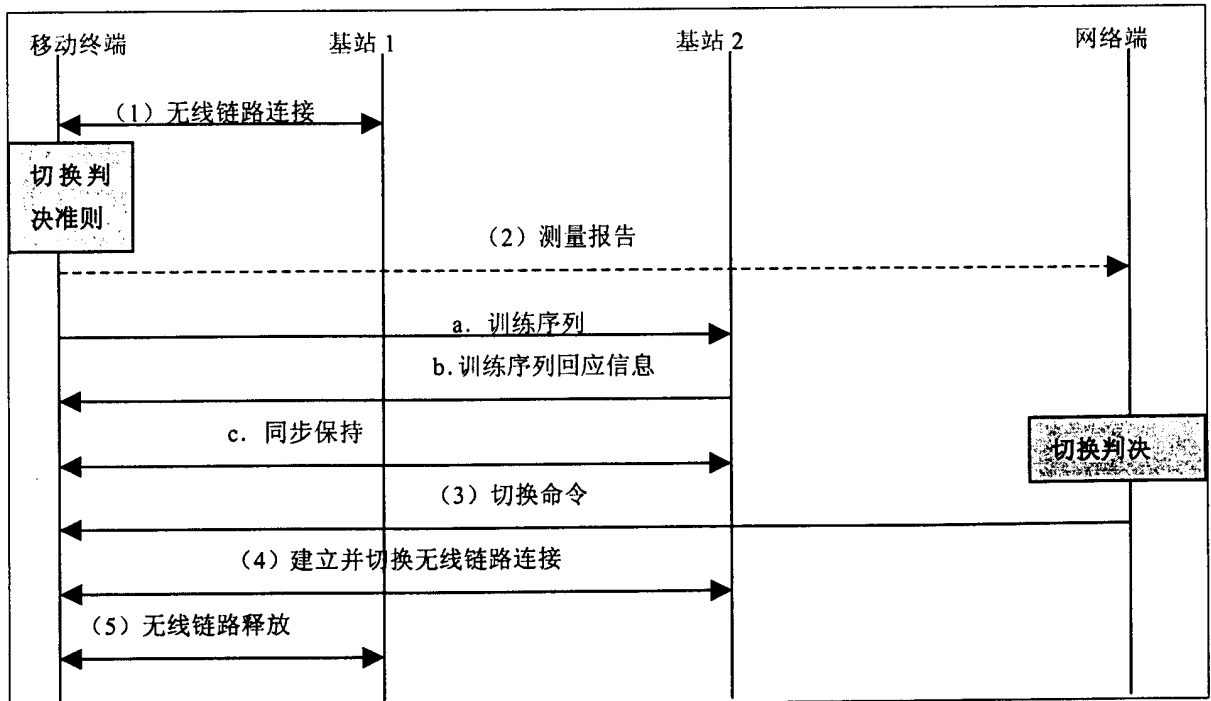 移动终端
基站 1
基站 2
网络端
（1）无线链路连接
切换判
决准则
（2）测量报告
a. 训练序列
b.训练序列回应信息
c. 同步保持
切换判决
（3）切换命令
（4）建立并切换无线链路连接
（5）无线链路释放